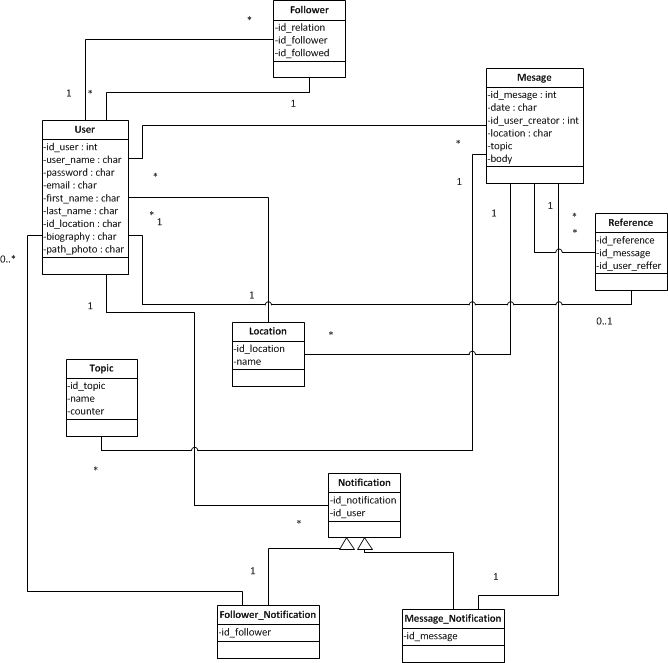 Follower
-id_relation
-id_follower
-id_followed
*
1
*
1
Mesage
-id_mesage : int
-date : char
-id_user_creator : int
-location : char
-topic
-body
User
-id_user : int
-user_name : char
-password : char
-email : char
-first_name : char
-last_name : char
-id_location : char
-biography : char
-path_photo : char
*
*
1
*
1
1
1
*
*
Reference
-id_reference
-id_message
-id_user_reffer
0..*
1
1
0..1
Location
-id_location
-name
*
Topic
-id_topic
-name
-counter
*
Notification
-id_notification
-id_user
*
1
1
Follower_Notification
-id_follower
Message_Notification
-id_message